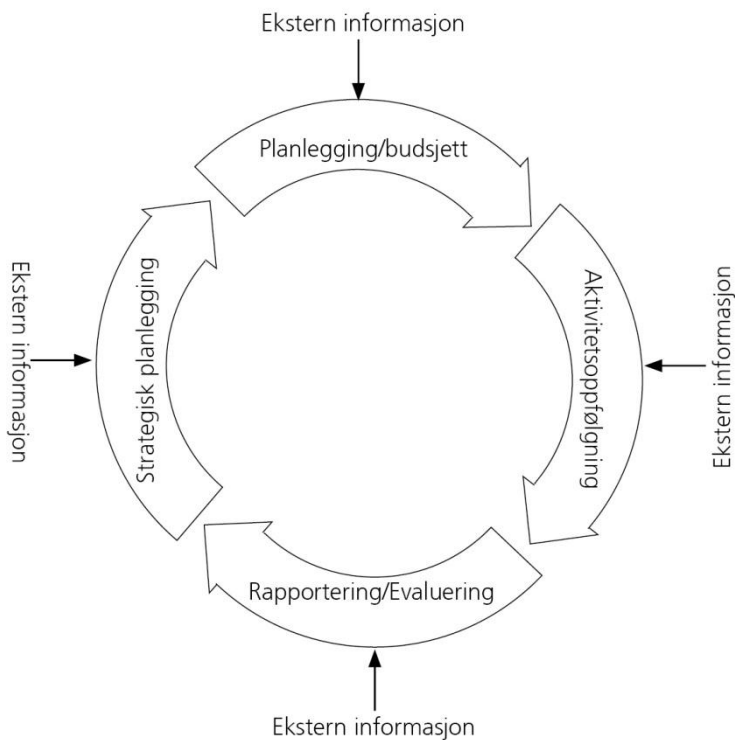 Ekstern informasjon
Planlegging/budsjett
Aktivitetsoppfølgning
Ekstern informasjon
Rapportering/Evaluering
Ekstern informasjon
Strategisk planlegging
Ekstern informasjon